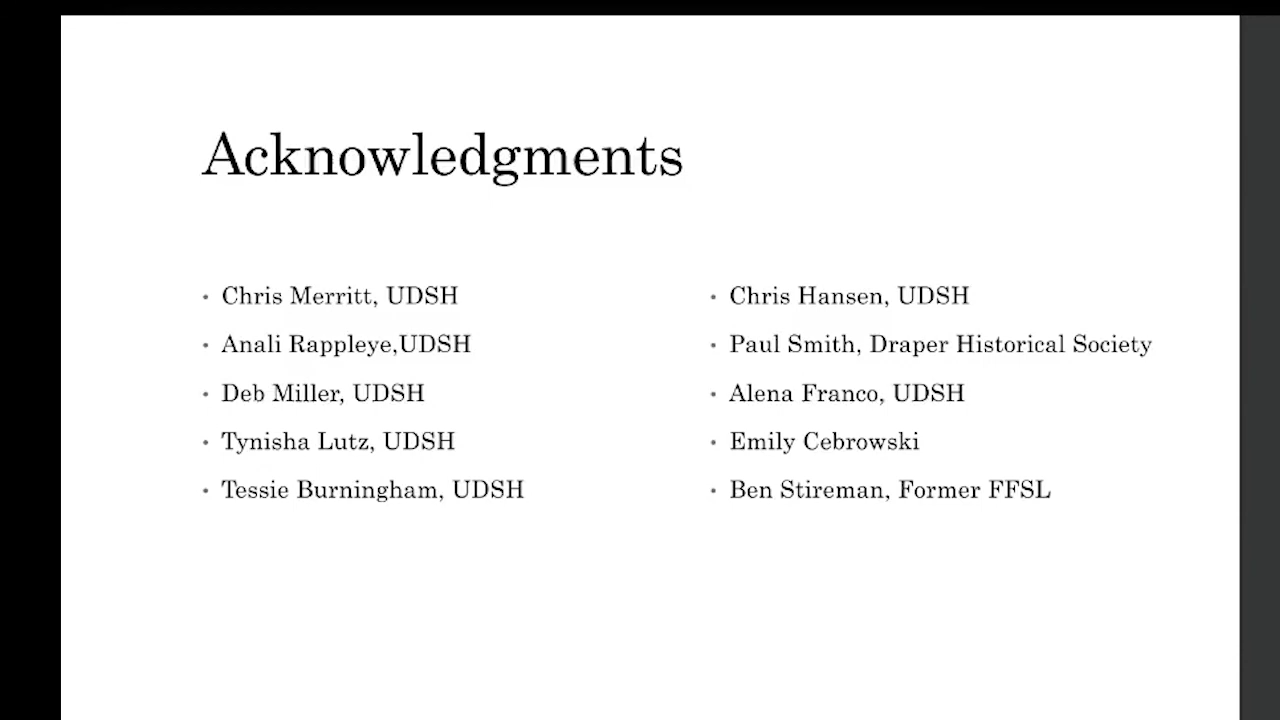 Acknowledgments
• Chris Merritt, UDSH
• Anali Rappleye,UDSH
• Deb Miller, UDSH
• Tynisha Lutz, UDSH
• Tessie Burningham, UDSH
• Chris Hansen, UDSH
• Paul Smith, Draper Historical Society
• Alena Franco, UDSH
• Emily Cebrowski
• Ben Stireman, Former FFSL